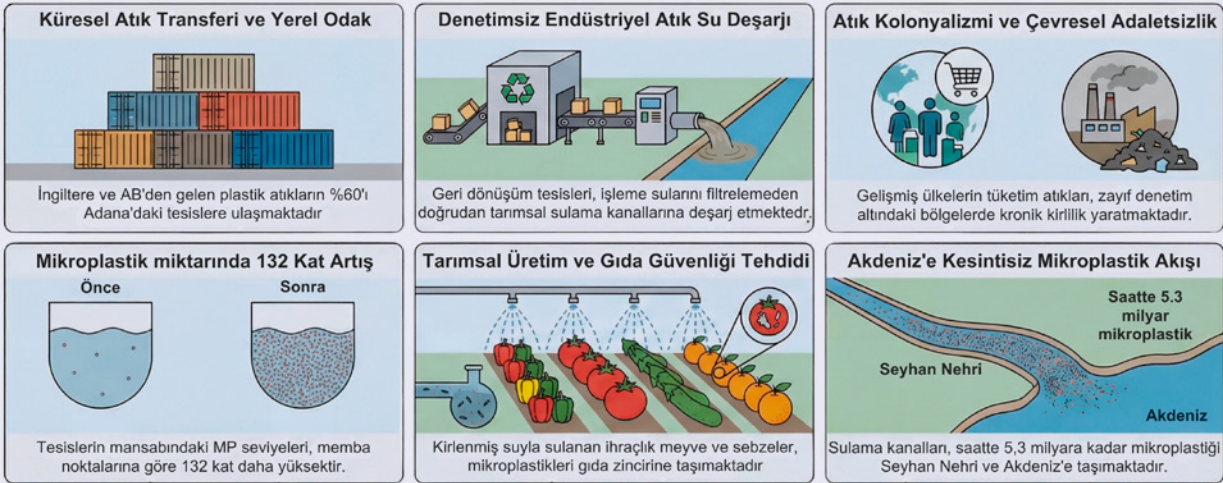 Küresel Atık Transferi ve Yerel Odak
İngiltere ve AB'den gelen plastik atıkların %60'ı
Adana'daki tesislere ulaşmaktadır
Denetimsiz Endüstriyel Atık Su Deşarjı
Geri dönüşüm tesisleri, işleme sularını filtrelemeden
doğrudan tarımsal sulama kanallarına deşarj etmektedr.
Atık Kolonyalizmi ve Çevresel Adaletsizlik
Gelişmiş ülkelerin tüketim atıkları, zayıf denetim
altındaki bölgelerde kronik kirlilik yaratmaktadır.
Mikroplastik miktarında 132 Kat Artış
Önce
Sonra
Tesislerin mansabındaki MP seviyeleri, memba
noktalarına göre 132 kat daha yüksektir.
Tarımsal Üretim ve Gıda Güvenliği Tehdidi
Kirlenmiş suyla sulanan ihraçlık meyve ve sebzeler,
mikroplastikleri gıda zincirine taşımaktadır
Akdeniz'e Kesintisiz Mikroplastik Akışı
Saatte 5.3
milyar
mikroplastik
Seyhan Nehri
Akdeniz
Sulama kanalları, saatte 5,3 milyara kadar mikroplastiği
Seyhan Nehri ve Akdeniz'e taşımaktadır.